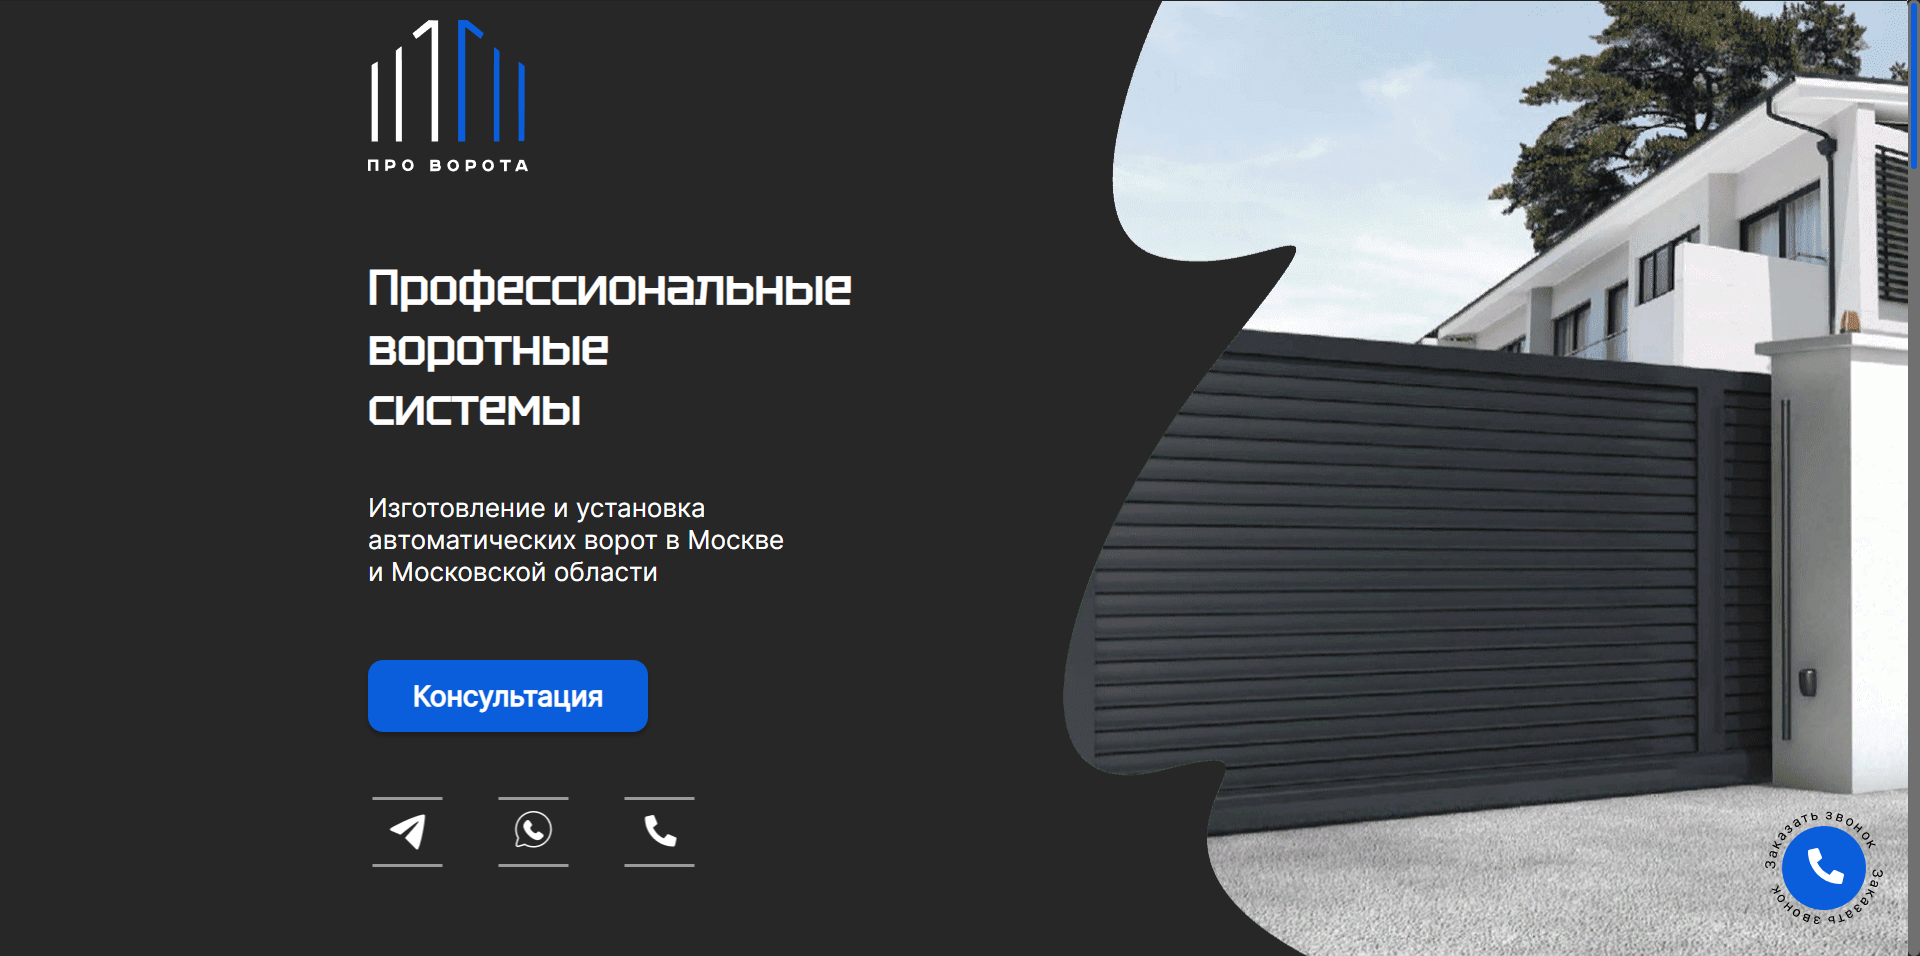 ПРО ВОРОТА
Профессиональные
воротные
системы
Изготовление и установка
автоматических ворот в Москве
и Московской области
Консультация
Заказать звонок
Заказать звонок